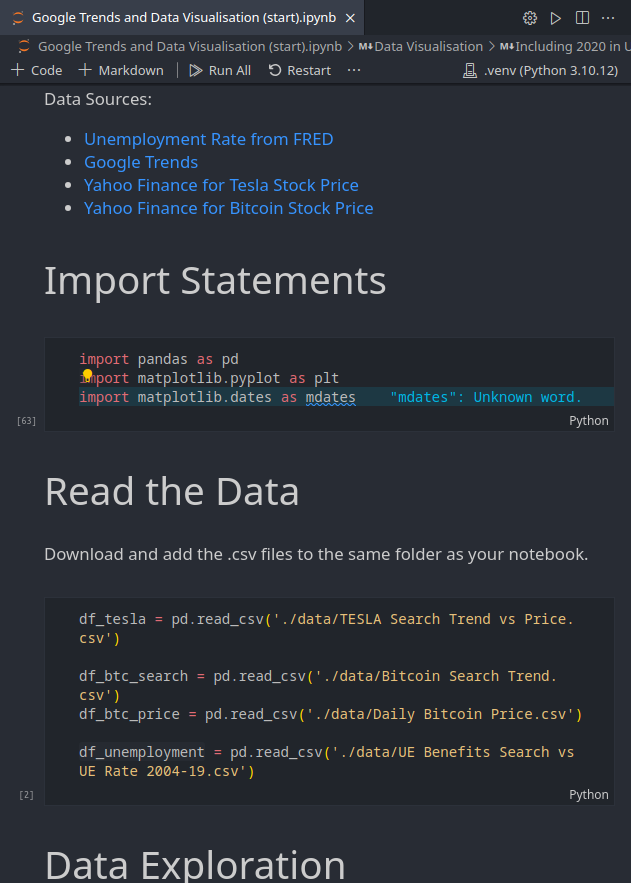 Google Trends and Data Visualisation (start).ipynb
Google Trends and Data Visualisation (start).ipynb > M↓Data Visualisation > M↓Including 2020 in U
+ Code + Markdown | Run All Restart ... .venv (Python 3.10.12)
Data Sources:
• Unemployment Rate from FRED
• Google Trends
• Yahoo Finance for Tesla Stock Price
• Yahoo Finance for Bitcoin Stock Price
Import Statements
import pandas as pd
import matplotlib.pyplot as plt
import matplotlib.dates as mdates "mdates": Unknown word.
[63] Python
Read the Data
Download and add the .csv files to the same folder as your notebook.
df_tesla = pd.read_csv('./data/TESLA Search Trend vs Price.
csv')
df_btc_search = pd.read_csv('./data/Bitcoin Search Trend.
csv')
df_btc_price = pd.read_csv('./data/Daily Bitcoin Price.csv')
df_unemployment = pd.read_csv('./data/UE Benefits Search vs
UE Rate 2004-19.csv')
[2] Python
Data Exploration